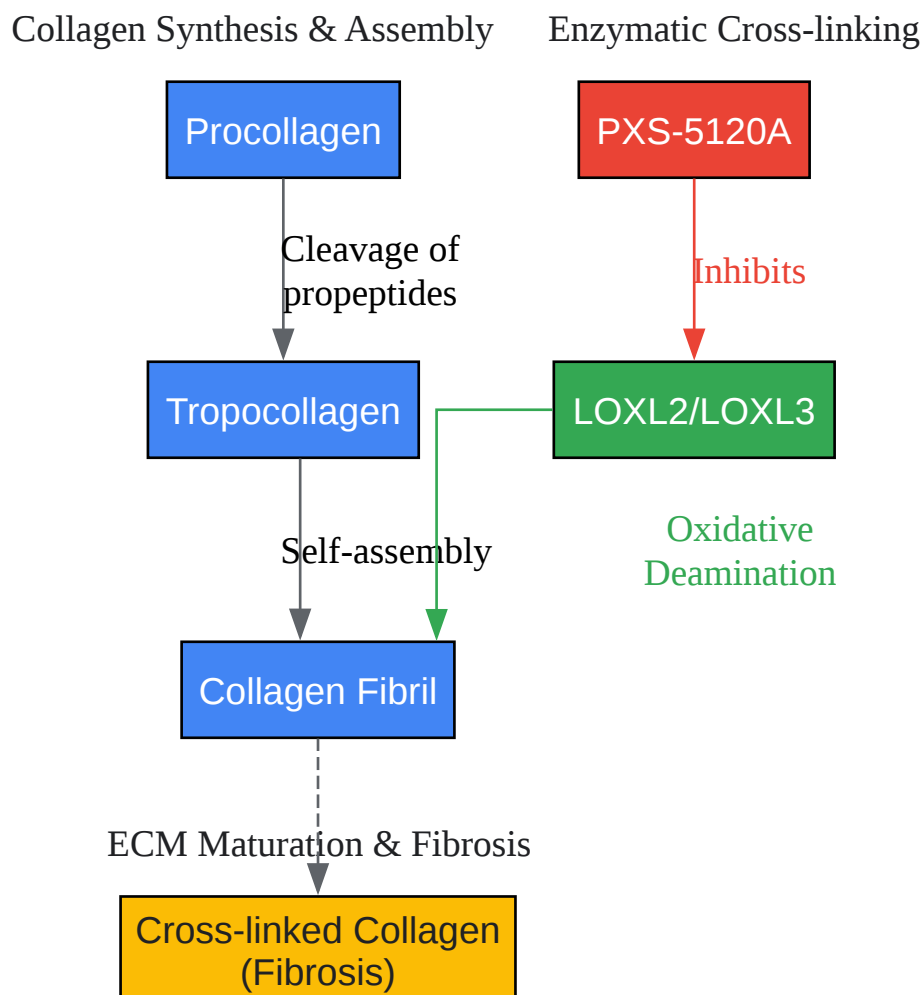 Collagen Synthesis & Assembly
Enzymatic Cross-linking
Procollagen
PXS-5120A
Cleavage of
propeptides
Inhibits
Tropocollagen
LOXL2/LOXL3
Self-assembly
Oxidative
Deamination
Collagen Fibril
ECM Maturation & Fibrosis
Cross-linked Collagen
(Fibrosis)